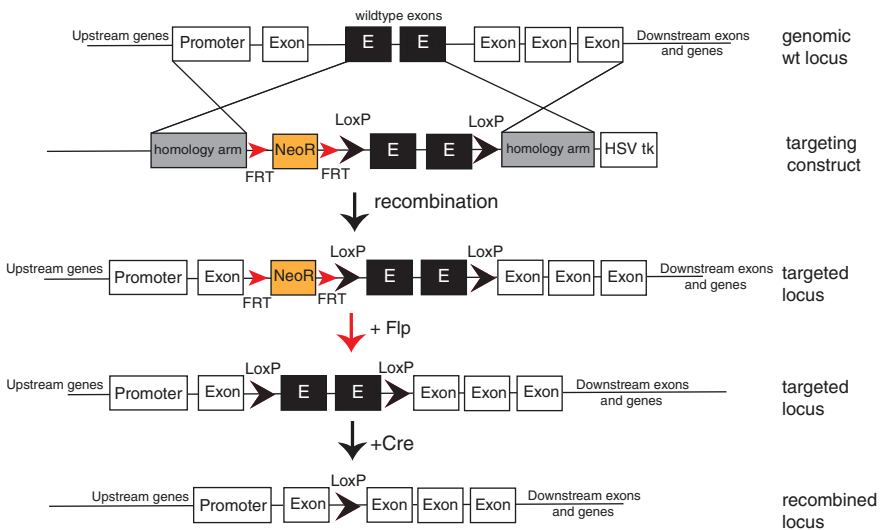 wildtype exons
Upstream genes Promoter Exon E E Exon Exon Exon Downstream exons
and genes
genomic
wt locus
LoxP LoxP
homology arm NeoR E E homology arm HSV tk
FRT FRT
targeting
construct
recombination
LoxP LoxP
Upstream genes Promoter Exon NeoR E E Exon Exon Exon Downstream exons
and genes
FRT FRT
targeted
locus
+ Flp
LoxP LoxP
Upstream genes Promoter Exon E E Exon Exon Exon Downstream exons
and genes
targeted
locus
+Cre
LoxP
Upstream genes Promoter Exon Exon Exon Exon Downstream exons
and genes
recombined
locus